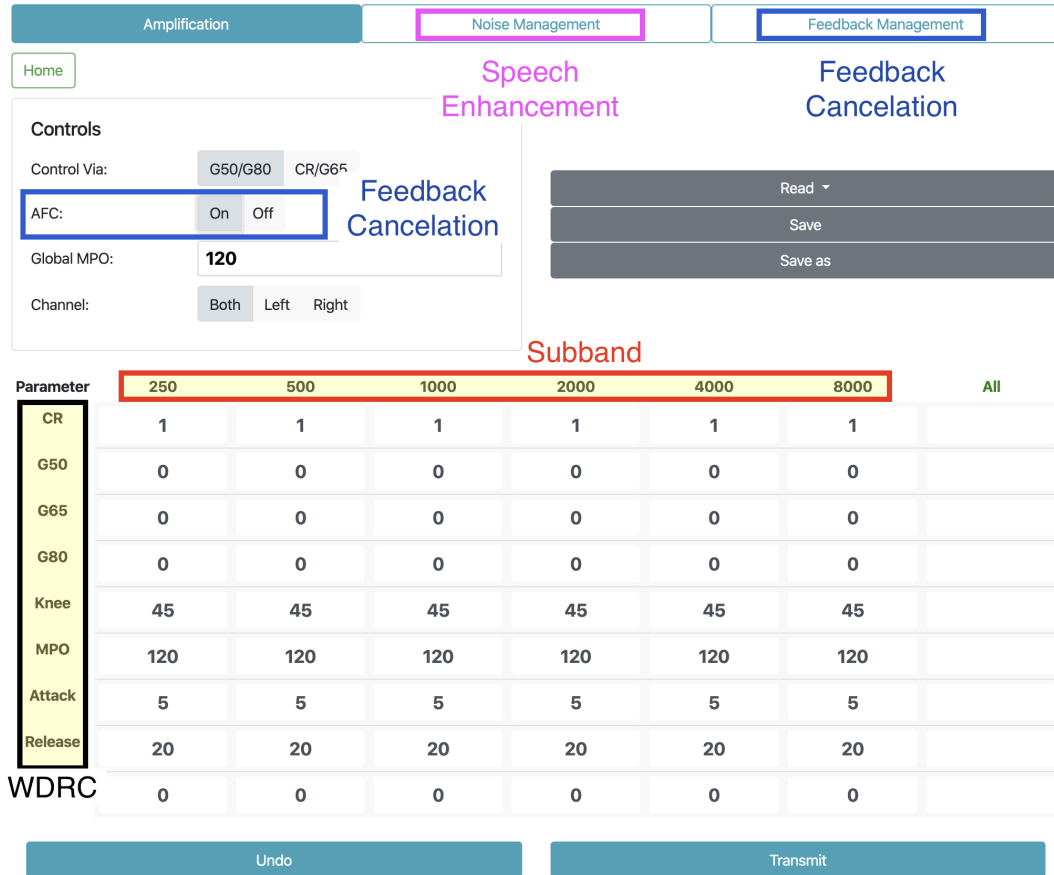 Amplification Noise Management Feedback Management
Home
Speech
Enhancement
Feedback
Cancelation
Controls
Control Via: G50/G80 CR/G65
AFC: On Off
Feedback
Cancelation
Global MPO: 120
Channel: Both Left Right
Read
Save
Save as
Subband
Parameter 250 500 1000 2000 4000 8000 All
CR 1 1 1 1 1 1
G50 0 0 0 0 0 0
G65 0 0 0 0 0 0
G80 0 0 0 0 0 0
Knee 45 45 45 45 45 45
MPO 120 120 120 120 120 120
Attack 5 5 5 5 5 5
Release 20 20 20 20 20 20
WDRC 0 0 0 0 0 0
Undo Transmit